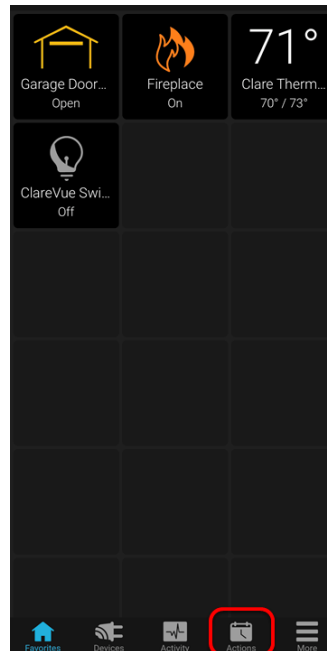 71°
Garage Door...
Fireplace
Clare Therm...
Open
On
70° / 73°
ClareVue Swi...
Off
Favorites
Devices
Activity
Actions
More